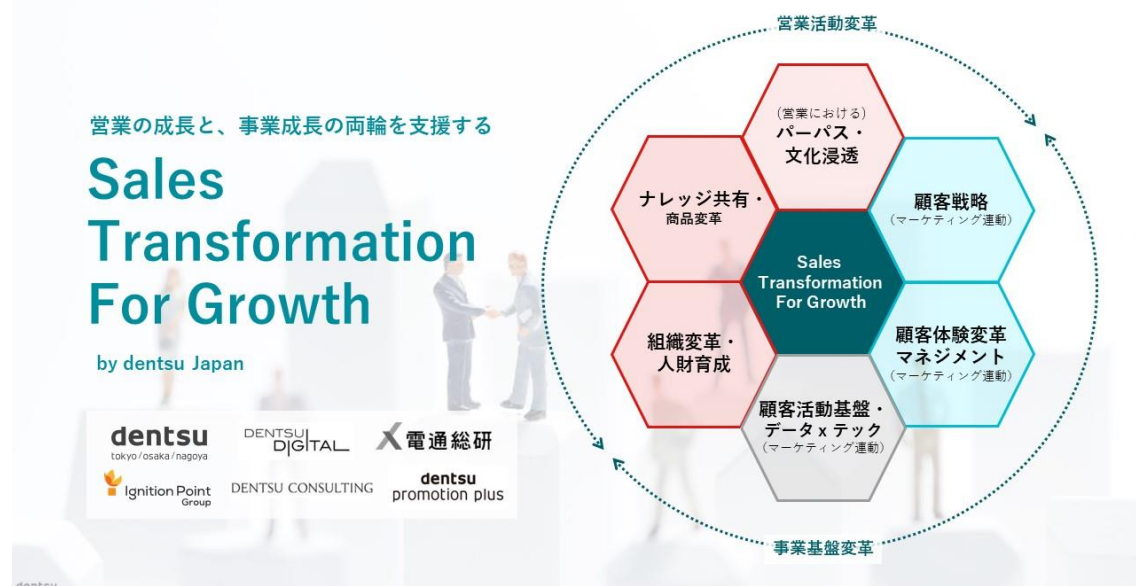 営業の成長と、事業成長の両輪を支援する
Sales
Transformation
For Growth
by dentsu Japan
dentsu
tokyo/osaka/nagoya
DENTSU
DIGITAL
電通総研
Ignition Point
Group
DENTSU CONSULTING
dentsu
promotion plus
営業活動変革
(営業における)
パーパス・
文化浸透
ナレッジ共有・
商品変革
顧客戦略
(マーケティング連動)
Sales
Transformation
For Growth
組織変革・
人財育成
顧客体験変革
マネジメント
(マーケティング連動)
顧客活動基盤・
データ x テック
(マーケティング連動)
事業基盤変革
dentsu